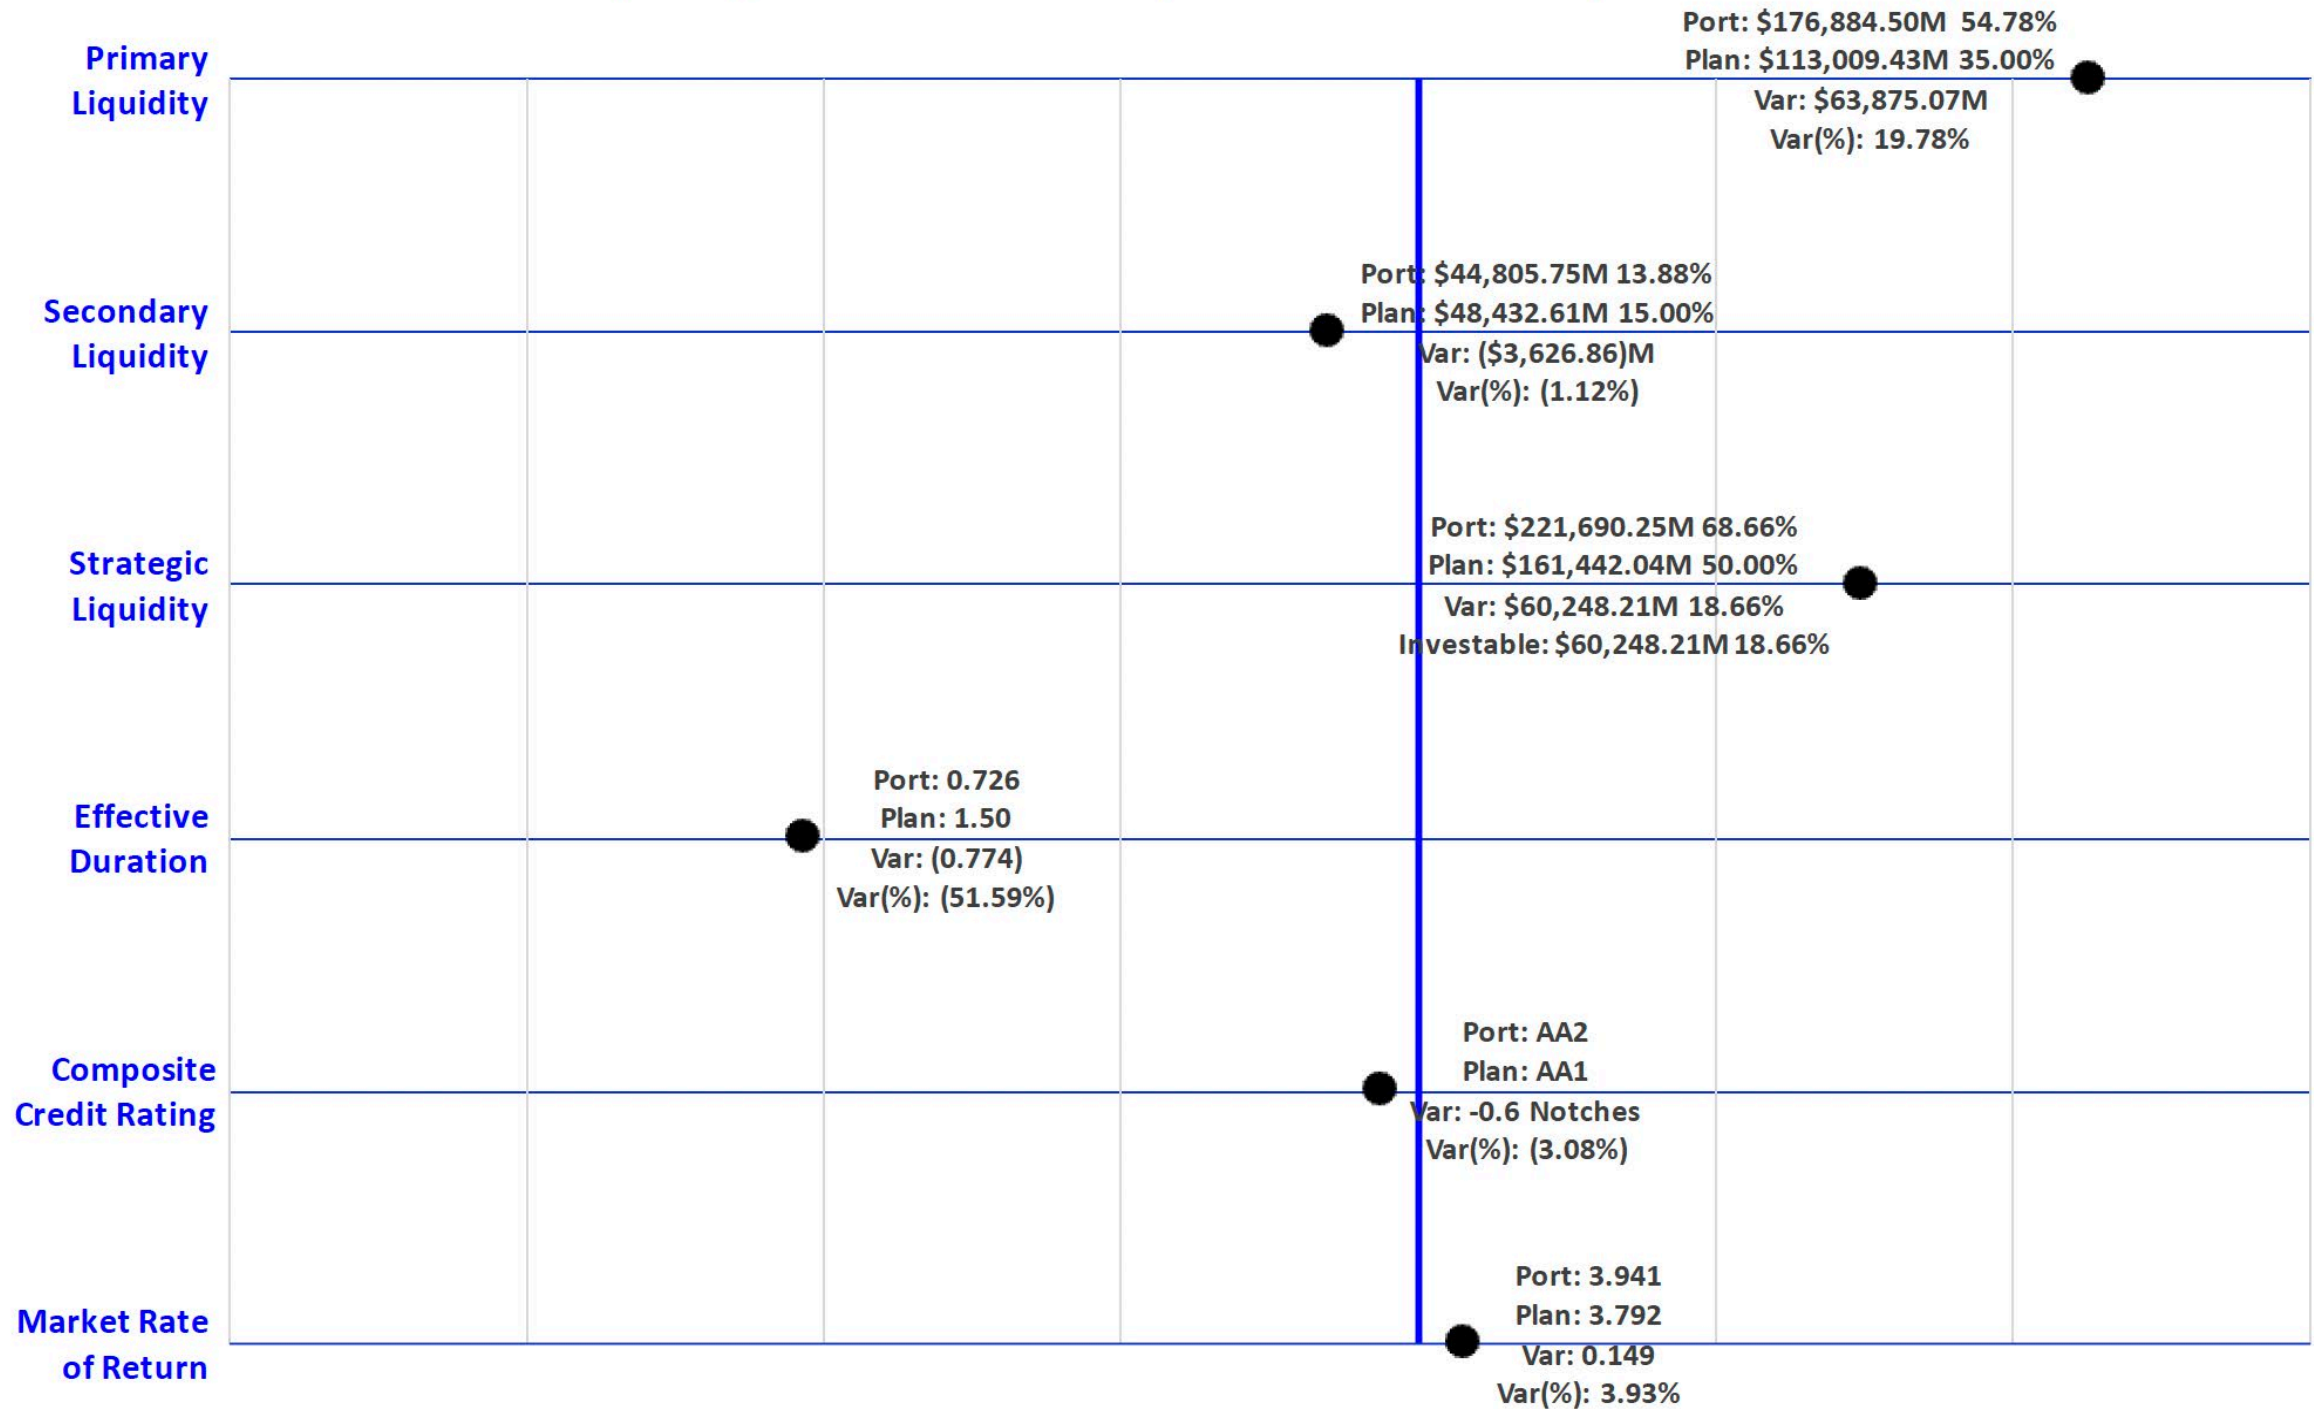 Primary
Liquidity
Port: $176,884.50M 54.78%
Plan: $113,009.43M 35.00%
Var: $63,875.07M
Var(%): 19.78%
Secondary
Liquidity
Port: $44,805.75M 13.88%
Plan: $48,432.61M 15.00%
Var: ($3,626.86)M
Var(%): (1.12%)
Strategic
Liquidity
Port: $221,690.25M 68.66%
Plan: $161,442.04M 50.00%
Var: $60,248.21M 18.66%
Investable: $60,248.21M 18.66%
Effective
Duration
Port: 0.726
Plan: 1.50
Var: (0.774)
Var(%): (51.59%)
Composite
Credit Rating
Port: AA2
Plan: AA1
Var: -0.6 Notches
Var(%): (3.08%)
Market Rate
of Return
Port: 3.941
Plan: 3.792
Var: 0.149
Var(%): 3.93%